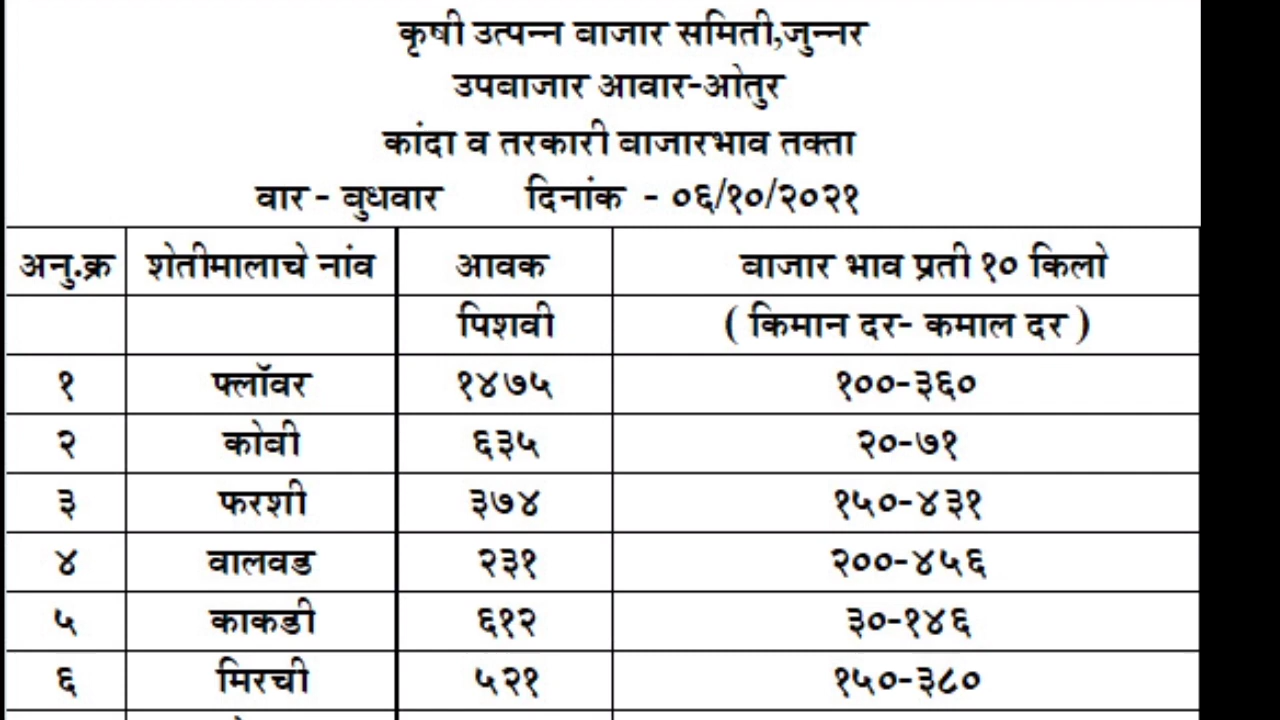 कृषी उत्पन्न बाजार समिती,जुन्नर
उपबाजार आवार-ओतुर
कांदा व तरकारी बाजारभाव तक्ता
वार - बुधवार दिनांक - ०६/१०/२०२१
अनु.क्र शेतीमालाचे नांव आवक बाजार भाव प्रती १० किलो
पिशवी ( किमान दर- कमाल दर )
१ फ्लॉवर १४७५ १००-३६०
२ कोवी ६३५ २०-७१
३ फरशी ३७४ १५०-४३१
४ वालवड २३१ २००-४५६
५ काकडी ६१२ ३०-१४६
६ मिरची ५२१ १५०-३८०